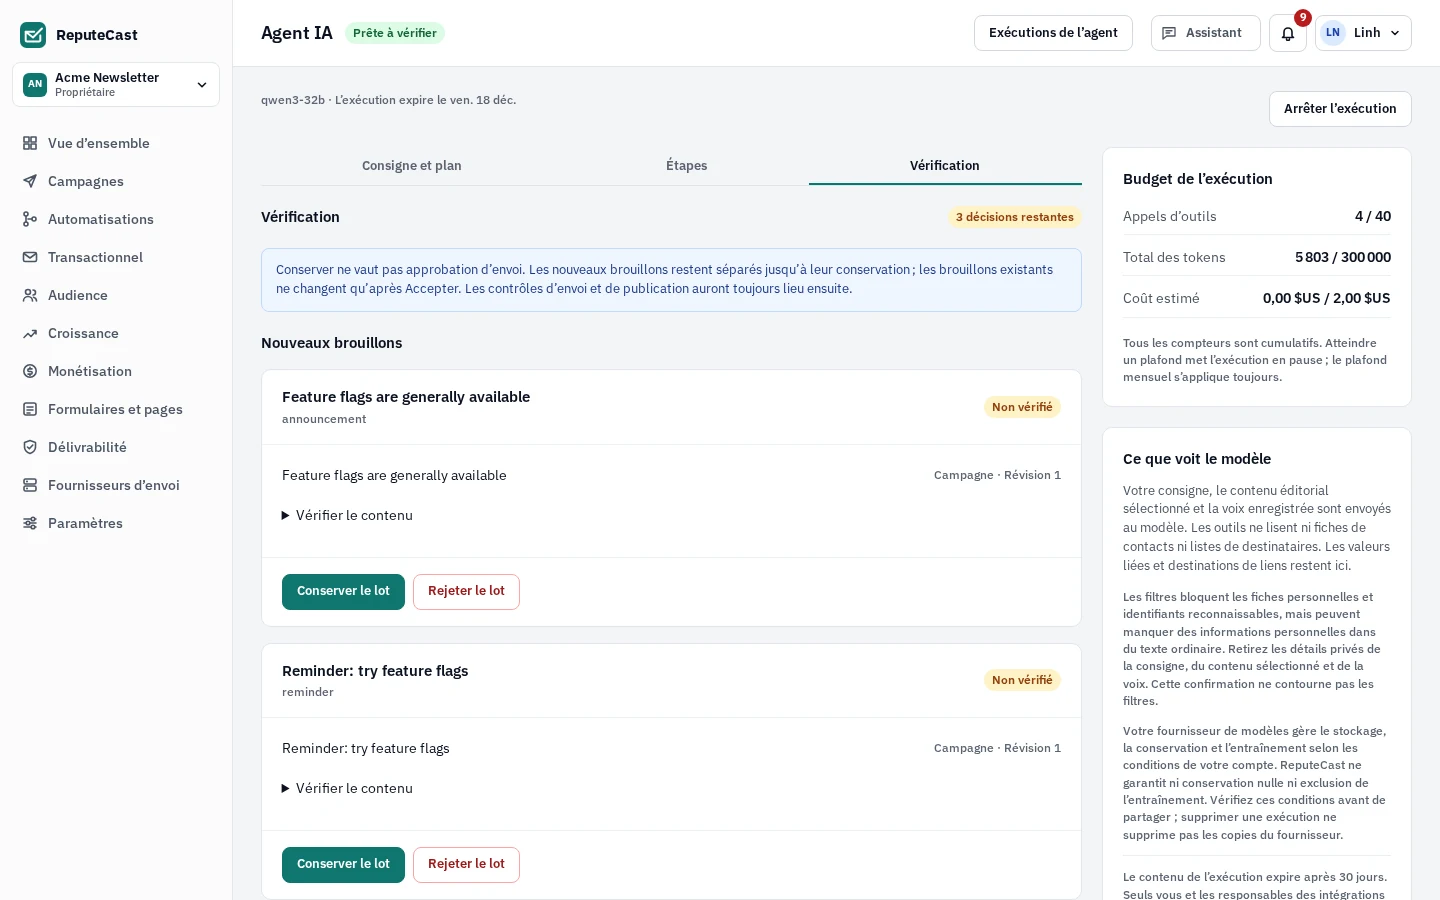 ReputeCast
AN
Acme Newsletter
Propriétaire
Vue d’ensemble
Campagnes
Automatisations
Transactionnel
Audience
Croissance
Monétisation
Formulaires et pages
Délivrabilité
Fournisseurs d’envoi
Paramètres
Agent IA
Prête à vérifier
Exécutions de l’agent
Assistant
9
LN
Linh
qwen3-32b · L’exécution expire le ven. 18 déc.
Arrêter l’exécution
Consigne et plan
Étapes
Vérification
Vérification
3 décisions restantes
Conserver ne vaut pas approbation d’envoi. Les nouveaux brouillons restent séparés jusqu’à leur conservation ; les brouillons existants
ne changent qu’après Accepter. Les contrôles d’envoi et de publication auront toujours lieu ensuite.
Nouveaux brouillons
Feature flags are generally available
announcement
Non vérifié
Feature flags are generally available
Campagne · Révision 1
Vérifier le contenu
Conserver le lot
Rejeter le lot
Reminder: try feature flags
reminder
Non vérifié
Reminder: try feature flags
Campagne · Révision 1
Vérifier le contenu
Conserver le lot
Rejeter le lot
Budget de l’exécution
Appels d’outils
4 / 40
Total des tokens
5 803 / 300 000
Coût estimé
0,00 $US / 2,00 $US
Tous les compteurs sont cumulatifs. Atteindre
un plafond met l’exécution en pause ; le plafond
mensuel s’applique toujours.
Ce que voit le modèle
Votre consigne, le contenu éditorial
sélectionné et la voix enregistrée sont envoyés
au modèle. Les outils ne lisent ni fiches de
contacts ni listes de destinataires. Les valeurs
liées et destinations de liens restent ici.
Les filtres bloquent les fiches personnelles et
identifiants reconnaissables, mais peuvent
manquer des informations personnelles dans
du texte ordinaire. Retirez les détails privés de
la consigne, du contenu sélectionné et de la
voix. Cette confirmation ne contourne pas les
filtres.
Votre fournisseur de modèles gère le stockage,
la conservation et l’entraînement selon les
conditions de votre compte. ReputeCast ne
garantit ni conservation nulle ni exclusion de
l’entraînement. Vérifiez ces conditions avant de
partager ; supprimer une exécution ne
supprime pas les copies du fournisseur.
Le contenu de l’exécution expire après 30 jours.
Seuls vous et les responsables des intégrations